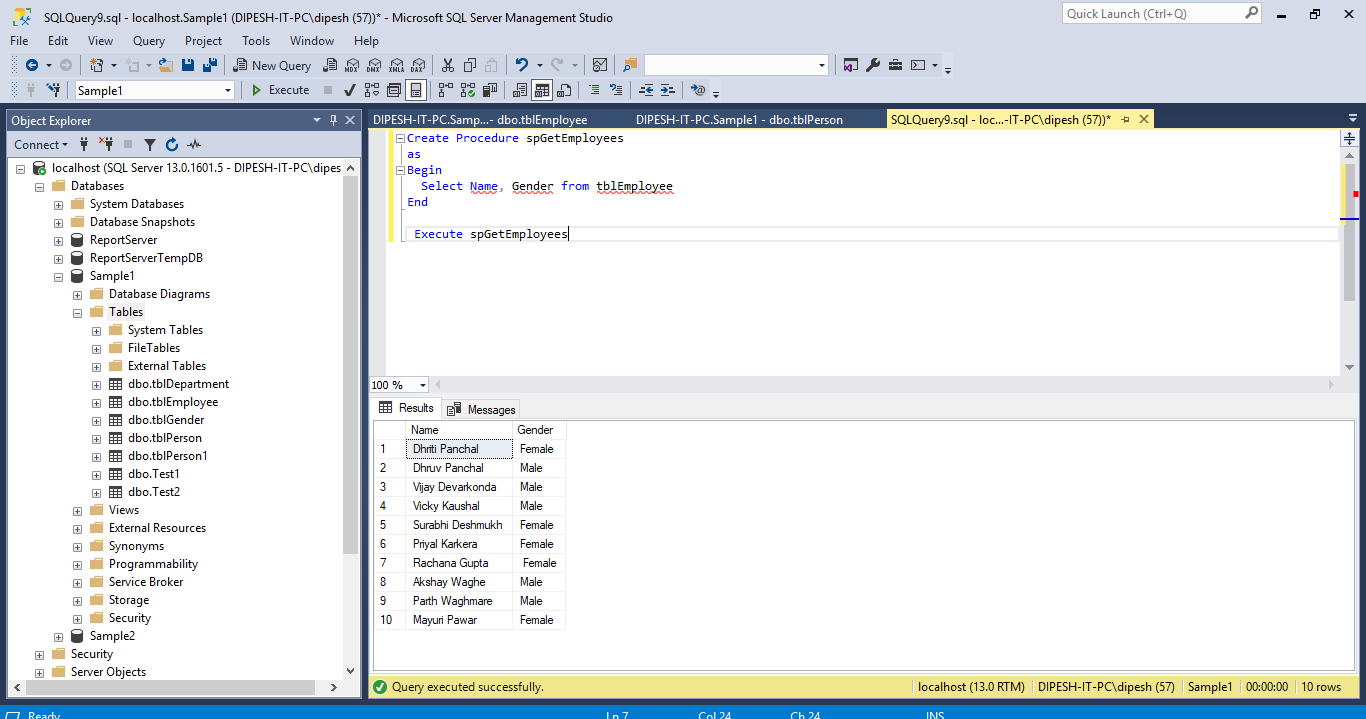 SQLQuery9.sql - localhost.Sample1 (DIPESH-IT-PC\dipesh (57))* - Microsoft SQL Server Management Studio
Quick Launch (Ctrl+Q)
File Edit View Query Project Tools Window Help
New Query MDX DMX XMLA DAX
Sample1 Execute
Object Explorer
Connect
localhost (SQL Server 13.0.1601.5 - DIPESH-IT-PC\dipes
Databases
System Databases
Database Snapshots
ReportServer
ReportServerTempDB
Sample1
Database Diagrams
Tables
System Tables
FileTables
External Tables
dbo.tblDepartment
dbo.tblEmployee
dbo.tblGender
dbo.tblPerson
dbo.tblPerson1
dbo.Test1
dbo.Test2
Views
External Resources
Synonyms
Programmability
Service Broker
Storage
Security
Sample2
Security
Server Objects
DIPESH-IT-PC.Samp...- dbo.tblEmployee DIPESH-IT-PC.Sample1 - dbo.tblPerson SQLQuery9.sql - loc...-IT-PC\dipesh (57))*
Create Procedure spGetEmployees
as
Begin
Select Name, Gender from tblEmployee
End
Execute spGetEmployees
100 %
Results Messages
Name Gender
1 Dhriti Panchal Female
2 Dhruv Panchal Male
3 Vijay Devarkonda Male
4 Vicky Kaushal Male
5 Surabhi Deshmukh Female
6 Priyal Karkera Female
7 Rachana Gupta Female
8 Akshay Waghe Male
9 Parth Waghmare Male
10 Mayuri Pawar Female
Query executed successfully. localhost (13.0 RTM) DIPESH-IT-PC\dipesh (57) Sample1 00:00:00 10 rows
Ready Ln 7 Col 24 Ch 24 INS